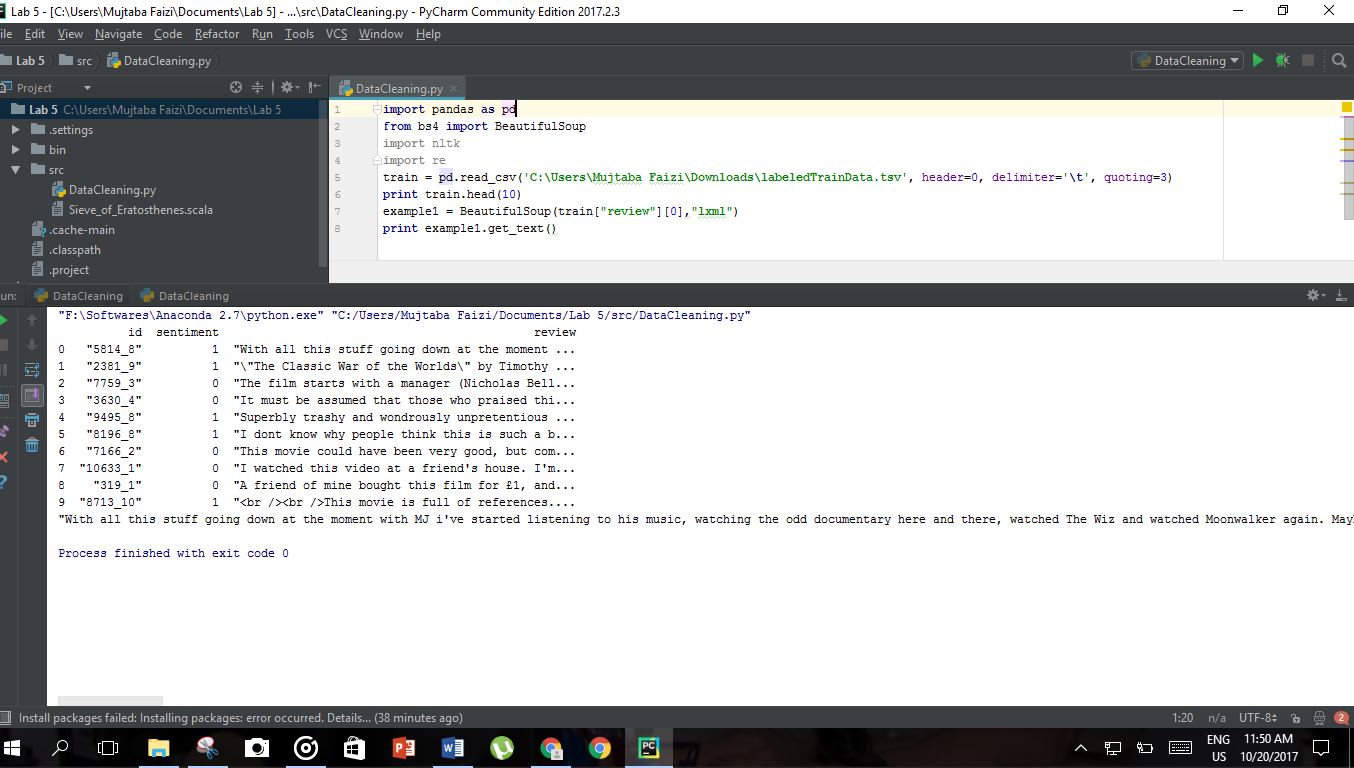 Lab 5 - [C:\Users\Mujtaba Faizi\Documents\Lab 5] - ...\src\DataCleaning.py - PyCharm Community Edition 2017.2.3
ile Edit View Navigate Code Refactor Run Tools VCS Window Help
Lab 5 src DataCleaning.py
DataCleaning
Project
DataCleaning.py
Lab 5 C:\Users\Mujtaba Faizi\Documents\Lab 5
.settings
bin
src
DataCleaning.py
Sieve_of_Eratosthenes.scala
.cache-main
.classpath
.project
1 import pandas as pd
2 from bs4 import BeautifulSoup
3 import nltk
4 import re
5 train = pd.read_csv('C:\Users\Mujtaba Faizi\Downloads\labeledTrainData.tsv', header=0, delimiter='\t', quoting=3)
6 print train.head(10)
7 example1 = BeautifulSoup(train["review"][0],"lxml")
8 print example1.get_text()
un: DataCleaning DataCleaning
"F:\Softwares\Anaconda 2.7\python.exe" "C:/Users/Mujtaba Faizi/Documents/Lab 5/src/DataCleaning.py"
id sentiment review
0 "5814_8" 1 "With all this stuff going down at the moment ...
1 "2381_9" 1 "\"The Classic War of the Worlds\" by Timothy ...
2 "7759_3" 0 "The film starts with a manager (Nicholas Bell...
3 "3630_4" 0 "It must be assumed that those who praised thi...
4 "9495_8" 1 "Superbly trashy and wondrously unpretentious ...
5 "8196_8" 1 "I dont know why people think this is such a b...
6 "7166_2" 0 "This movie could have been very good, but com...
7 "10633_1" 0 "I watched this video at a friend's house. I'm...
8 "319_1" 0 "A friend of mine bought this film for £1, and...
9 "8713_10" 1 "<br /><br />This movie is full of references....
"With all this stuff going down at the moment with MJ i've started listening to his music, watching the odd documentary here and there, watched The Wiz and watched Moonwalker again. May
Process finished with exit code 0
Install packages failed: Installing packages: error occurred. Details... (38 minutes ago)
1:20 n/a UTF-8 2
ENG
US
11:50 AM
10/20/2017